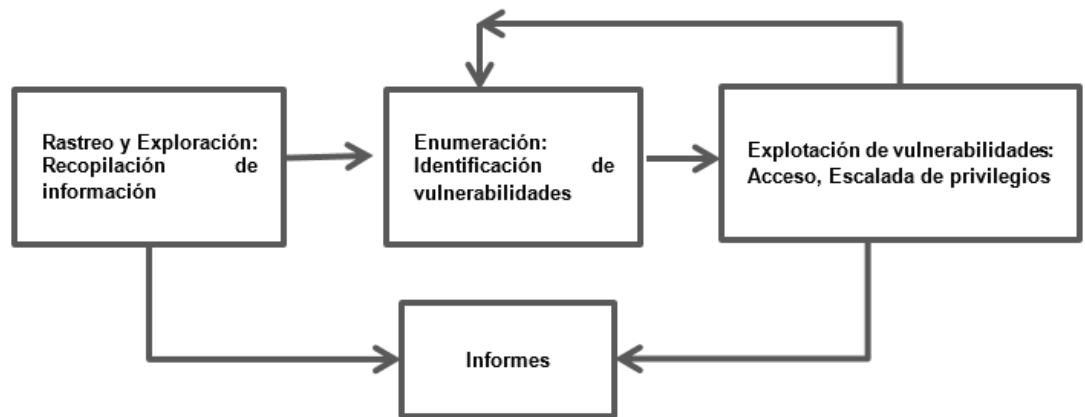 Rastreo y Exploración:
Recopilación de
información
Enumeración:
Identificación de
vulnerabilidades
Explotación de vulnerabilidades:
Acceso, Escalada de privilegios
Informes